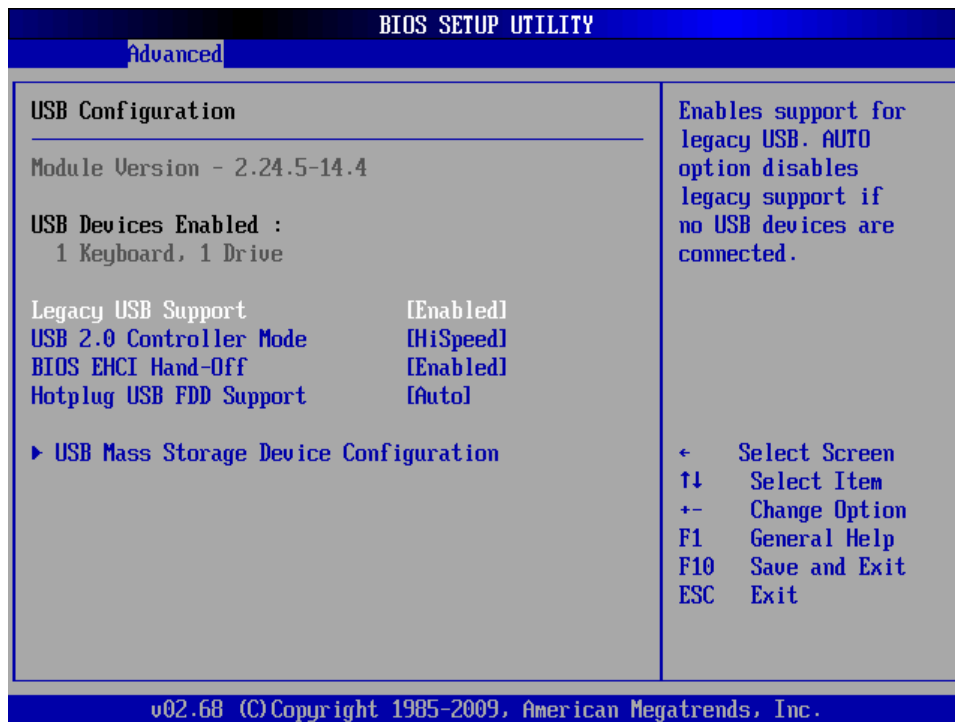 BIOS SETUP UTILITY
Advanced
USB Configuration
Module Version - 2.24.5-14.4
USB Devices Enabled :
1 Keyboard, 1 Drive
Legacy USB Support [Enabled]
USB 2.0 Controller Mode [HiSpeed]
BIOS EHCI Hand-Off [Enabled]
Hotplug USB FDD Support [Auto]
▶ USB Mass Storage Device Configuration
Enables support for
legacy USB. AUTO
option disables
legacy support if
no USB devices are
connected.
← Select Screen
↑↓ Select Item
+- Change Option
F1 General Help
F10 Save and Exit
ESC Exit
v02.68 (C)Copyright 1985-2009, American Megatrends, Inc.